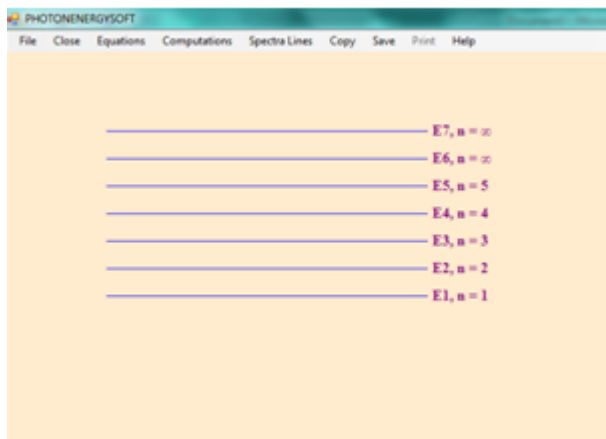 PHOTONENERGYSOFT
File Close Equations Computations Spectra Lines Copy Save Print Help
E7, n = ∞
E6, n = ∞
E5, n = 5
E4, n = 4
E3, n = 3
E2, n = 2
E1, n = 1